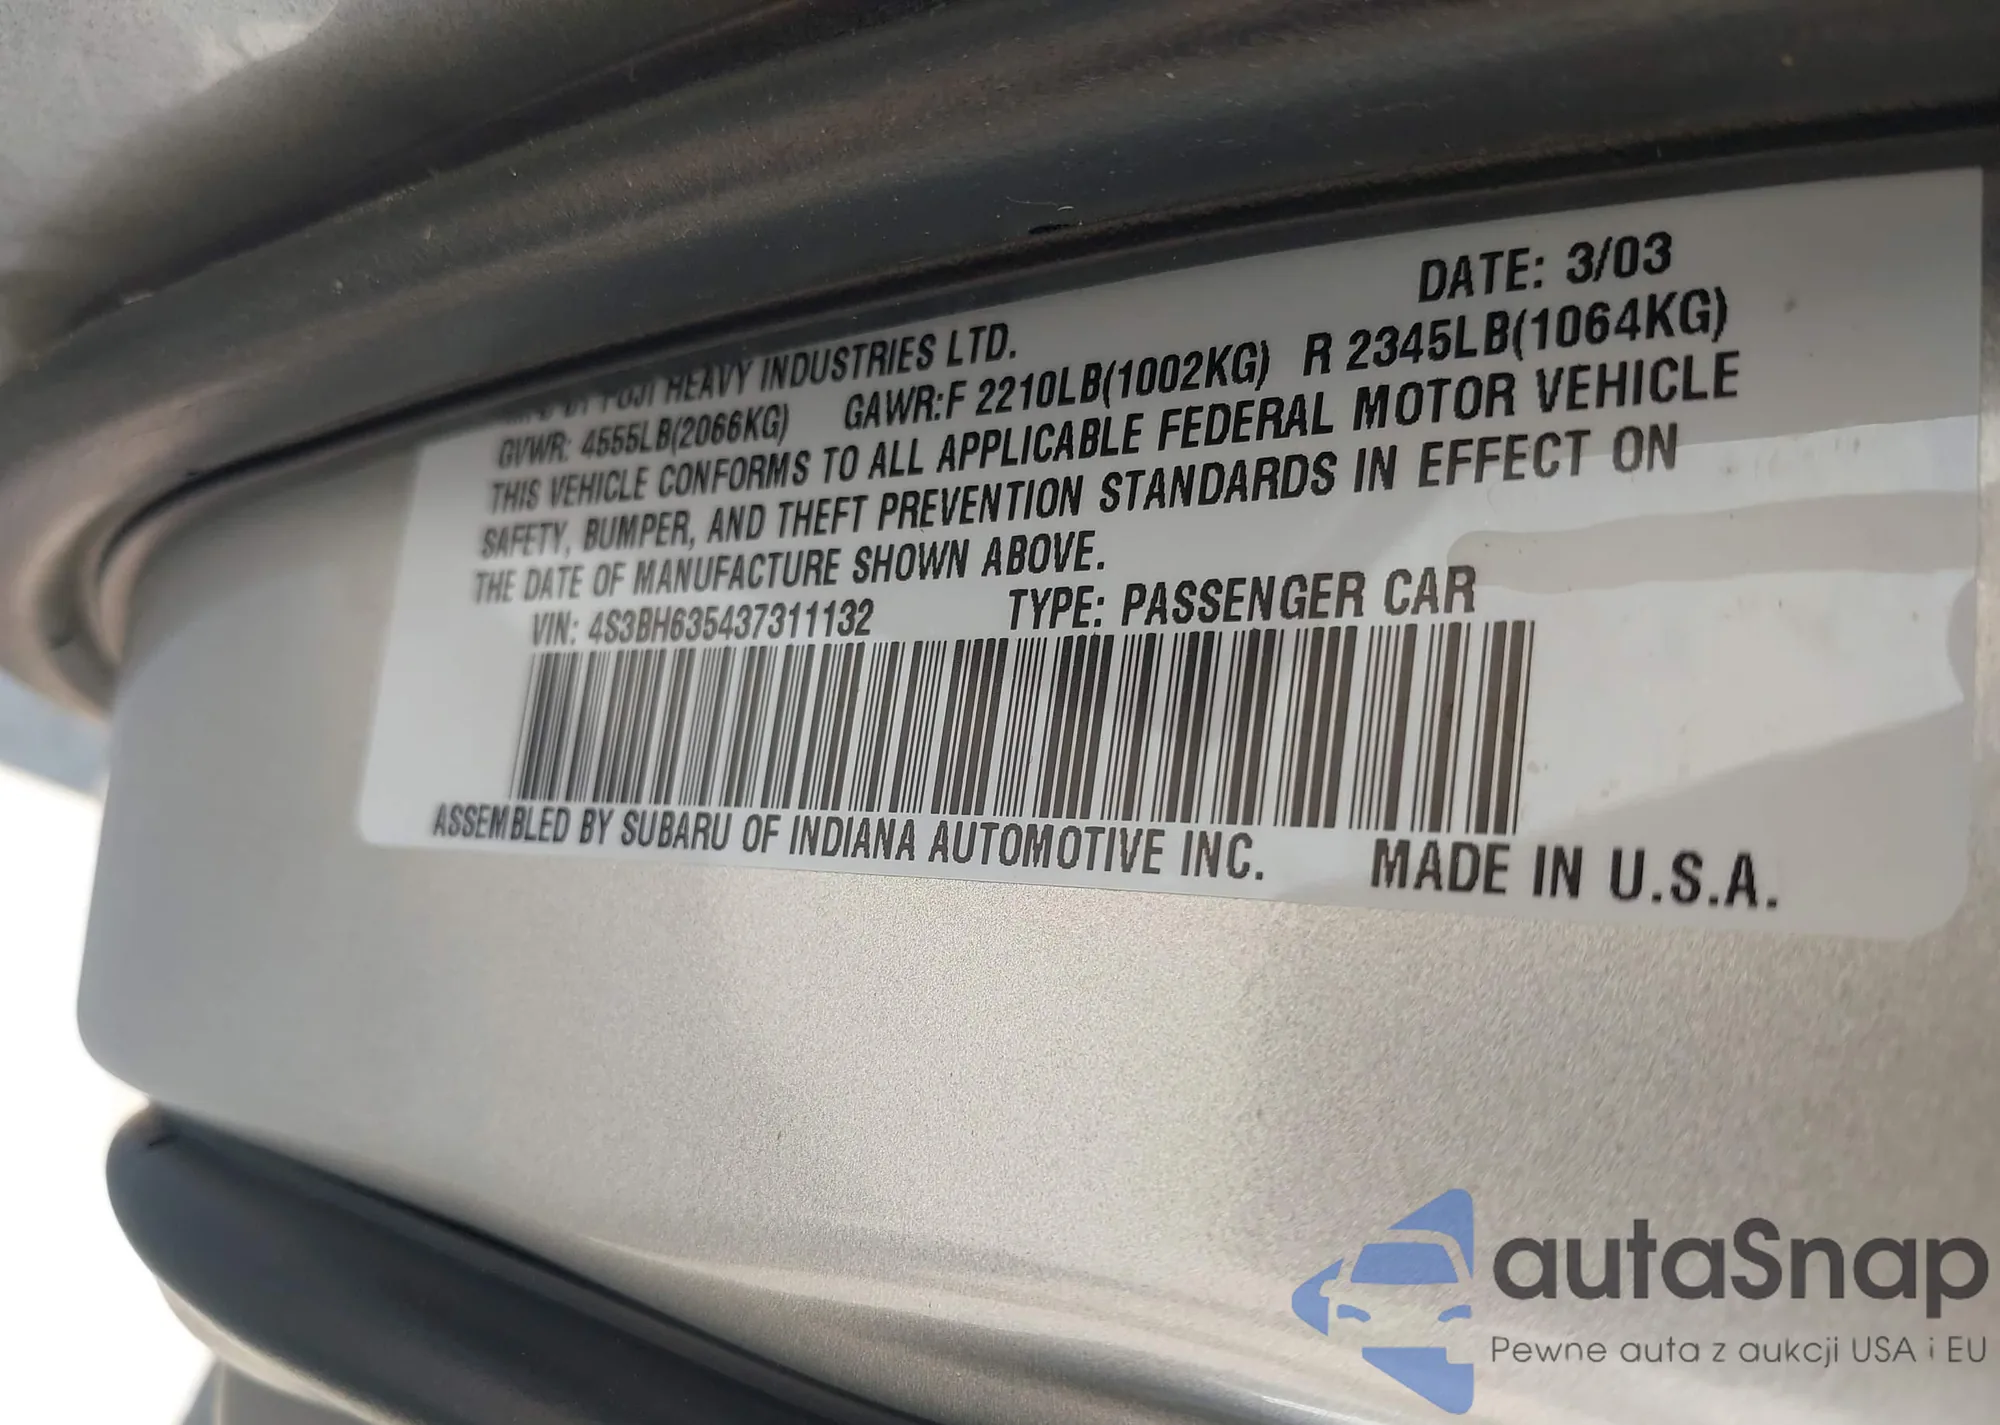 MFD BY FUJI HEAVY INDUSTRIES LTD. DATE: 3/03
GVWR: 4555LB(2066KG) GAWR:F 2210LB(1002KG) R 2345LB(1064KG)
THIS VEHICLE CONFORMS TO ALL APPLICABLE FEDERAL MOTOR VEHICLE
SAFETY, BUMPER, AND THEFT PREVENTION STANDARDS IN EFFECT ON
THE DATE OF MANUFACTURE SHOWN ABOVE.
VIN: 4S3BH635437311132 TYPE: PASSENGER CAR
ASSEMBLED BY SUBARU OF INDIANA AUTOMOTIVE INC. MADE IN U.S.A.
autaSnap
Pewne auta z aukcji USA i EU